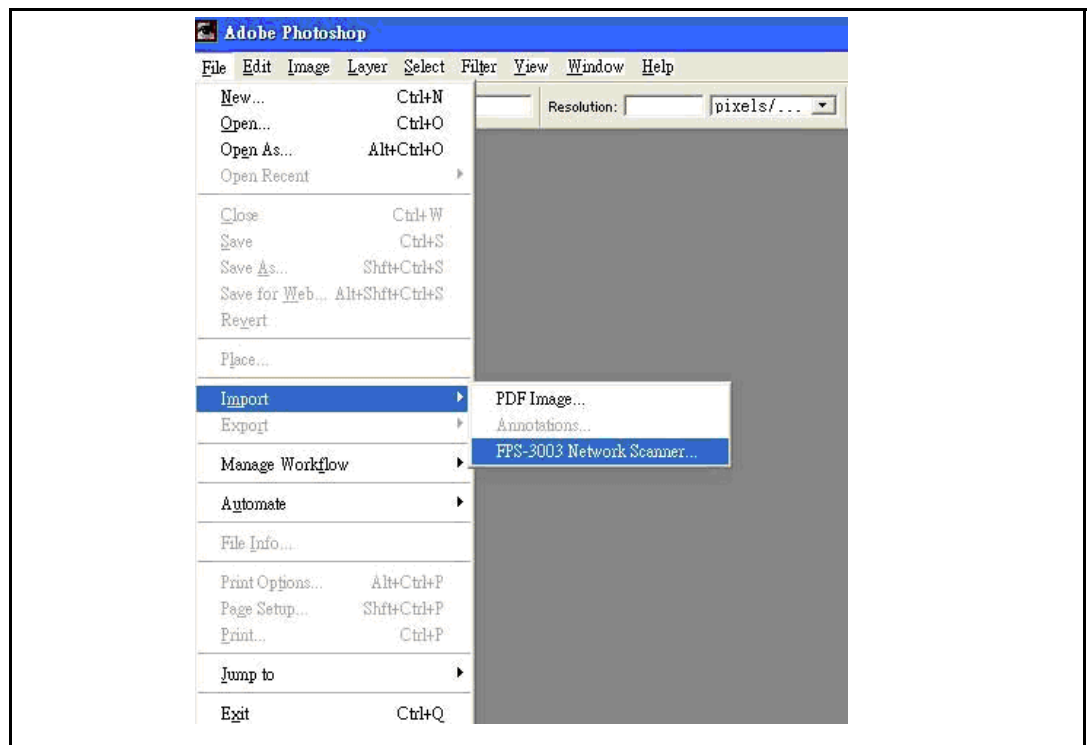 Adobe Photoshop
File Edit Image Layer Select Filter View Window Help
Resolution: pixels/...
New... Ctrl+N
Open... Ctrl+O
Open As... Alt+Ctrl+O
Open Recent
Close Ctrl+W
Save Ctrl+S
Save As... Shft+Ctrl+S
Save for Web... Alt+Shft+Ctrl+S
Revert
Place...
Import
Export
Manage Workflow
Automate
File Info...
Print Options... Alt+Ctrl+P
Page Setup... Shft+Ctrl+P
Print... Ctrl+P
Jump to
Exit Ctrl+Q
PDF Image...
Annotations...
FPS-3003 Network Scanner...